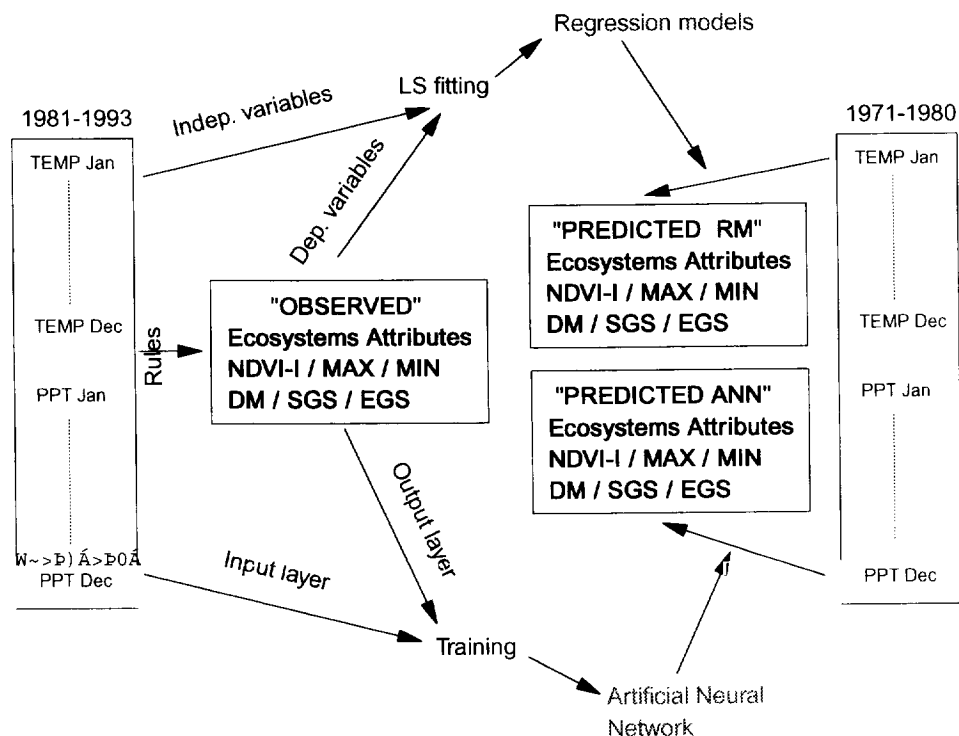 Regression models
LS fitting
1981-1993
Indep. variables
1971-1980
TEMP Jan
TEMP Jan
Dep. variables
"PREDICTED RM"
Ecosystems Attributes
NDVI-I / MAX / MIN
DM / SGS / EGS
"OBSERVED"
Ecosystems Attributes
NDVI-I / MAX / MIN
DM / SGS / EGS
TEMP Dec
Rules
TEMP Dec
PPT Jan
PPT Jan
"PREDICTED ANN"
Ecosystems Attributes
NDVI-I / MAX / MIN
DM / SGS / EGS
Output layer
W~>Þ)Á>Þ0Á
PPT Dec
Input layer
PPT Dec
Training
Artificial Neural
Network